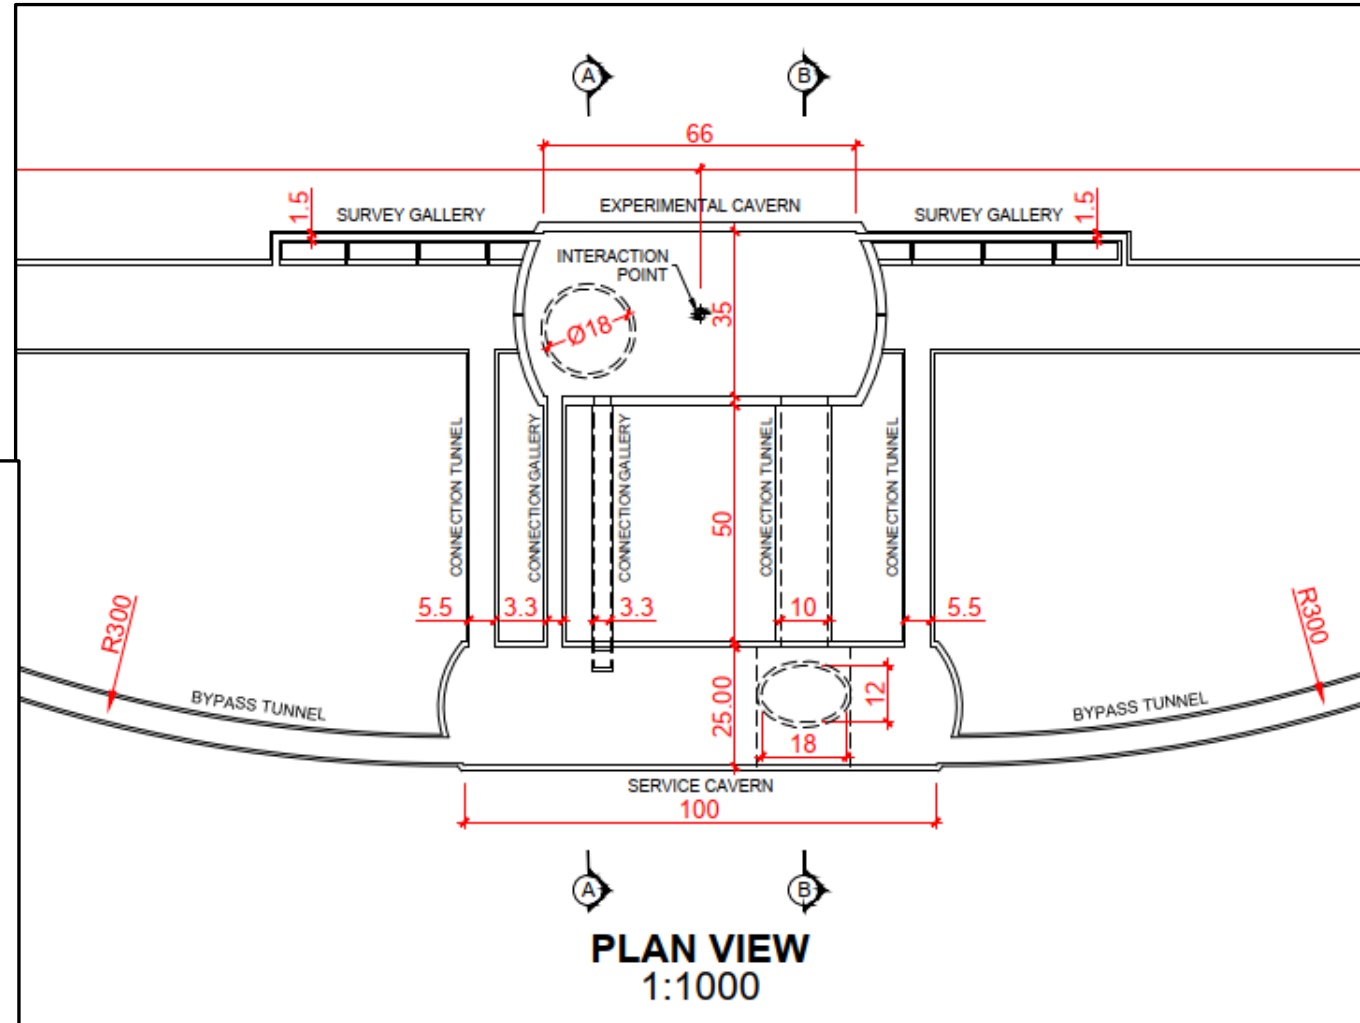 A
B
66
1.5
SURVEY GALLERY
EXPERIMENTAL CAVERN
SURVEY GALLERY
1.5
INTERACTION
POINT
Ø18
35
CONNECTION TUNNEL
CONNECTION GALLERY
CONNECTION GALLERY
CONNECTION TUNNEL
CONNECTION TUNNEL
50
5.5
3.3
3.3
10
5.5
R300
R300
BYPASS TUNNEL
25.00
12
18
BYPASS TUNNEL
SERVICE CAVERN
100
A
B
PLAN VIEW
1:1000